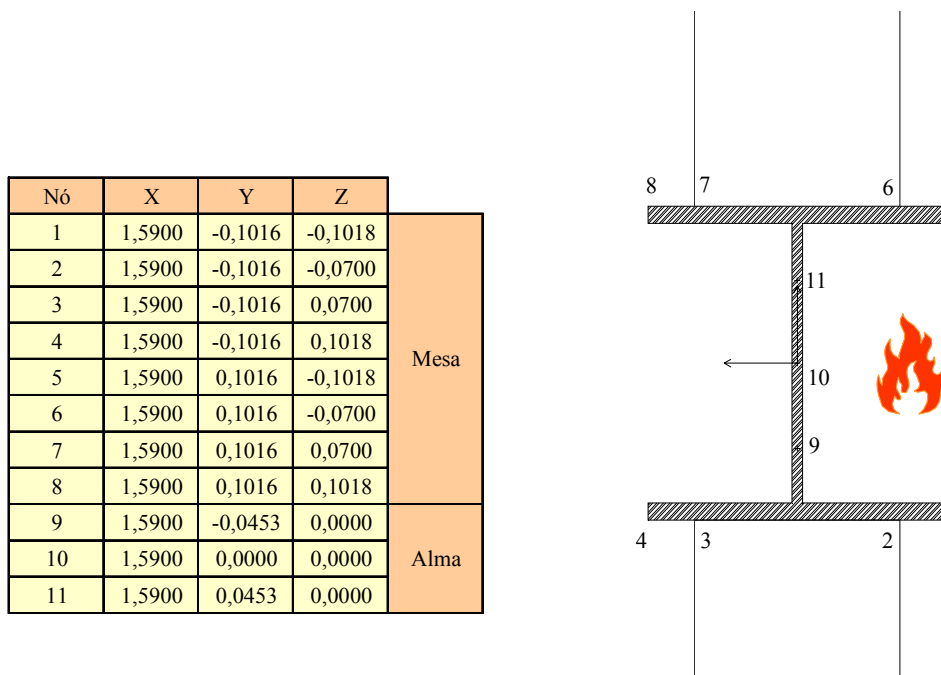 Nó X Y Z
1 1,5900 -0,1016 -0,1018
2 1,5900 -0,1016 -0,0700
3 1,5900 -0,1016 0,0700
4 1,5900 -0,1016 0,1018
5 1,5900 0,1016 -0,1018
6 1,5900 0,1016 -0,0700
7 1,5900 0,1016 0,0700
8 1,5900 0,1016 0,1018
Mesa
9 1,5900 -0,0453 0,0000
10 1,5900 0,0000 0,0000
11 1,5900 0,0453 0,0000
Alma
8 7 6
11
10
9
4 3 2